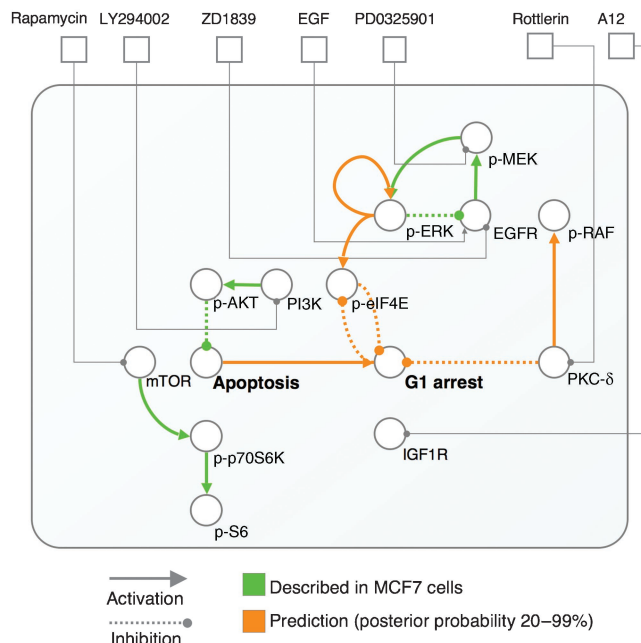 Rapamycin LY294002 ZD1839 EGF PD0325901 Rottlerin A12
p-MEK
p-ERK EGFR p-RAF
p-AKT PI3K p-eIF4E
mTOR Apoptosis G1 arrest PKC-δ
p-p70S6K IGF1R
p-S6
Activation Described in MCF7 cells
Inhibition Prediction (posterior probability 20–99%)